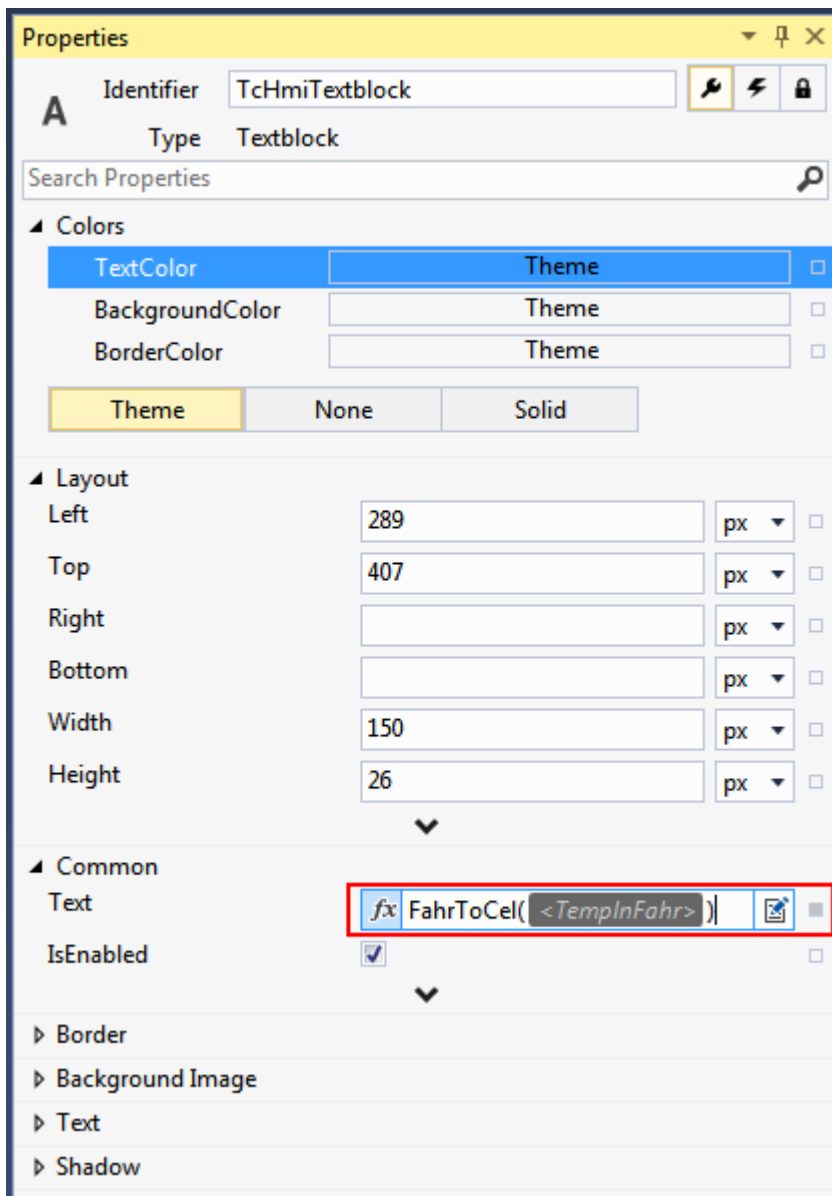 Properties
Identifier TcHmiTextblock
A
Type Textblock
Search Properties
Colors
TextColor Theme
BackgroundColor Theme
BorderColor Theme
Theme None Solid
Layout
Left 289 px
Top 407 px
Right px
Bottom px
Width 150 px
Height 26 px
Common
Text fx FahrToCel( <TempInFahr> )
IsEnabled
Border
Background Image
Text
Shadow